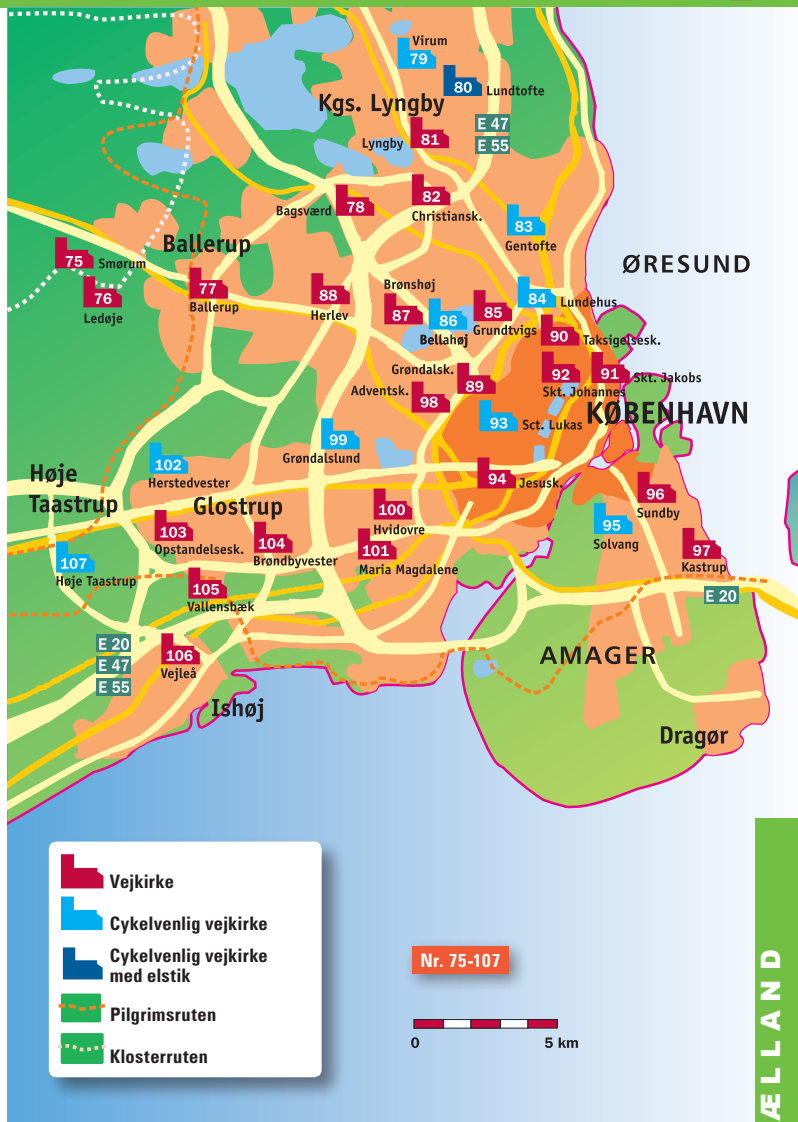 Virum
79
80
Lundtofte
Kgs. Lyngby
E 47
E 55
Lyngby
81
Bagsværd
78
82
Christiansk.
83
Gentofte
Ballerup
ØRESUND
75
Smørum
76
Ledøje
77
Ballerup
88
Herlev
Brønshøj
87
86
Bellahøj
85
Grundtvigs
84
Lundehus
90
Taksigelsesk.
Grøndalsk.
89
92
Skt. Johannes
91
Skt. Jakobs
Adventsk.
98
KØBENHAVN
93
Sct. Lukas
99
Grøndalslund
102
Herstedvester
Høje
Taastrup
94
Jesusk.
Glostrup
100
Hvidovre
96
Sundby
95
Solvang
103
Opstandelsesk.
104
Brøndbyvester
101
Maria Magdalene
97
Kastrup
107
Høje Taastrup
105
Vallensbæk
E 20
E 20
E 47
E 55
106
Vejleå
AMAGER
Ishøj
Dragør
Vejkirke
Cykelvenlig vejkirke
Cykelvenlig vejkirke
med elstik
Pilgrimsruten
Klosterruten
Nr. 75-107
0
5 km
ÆLLAND